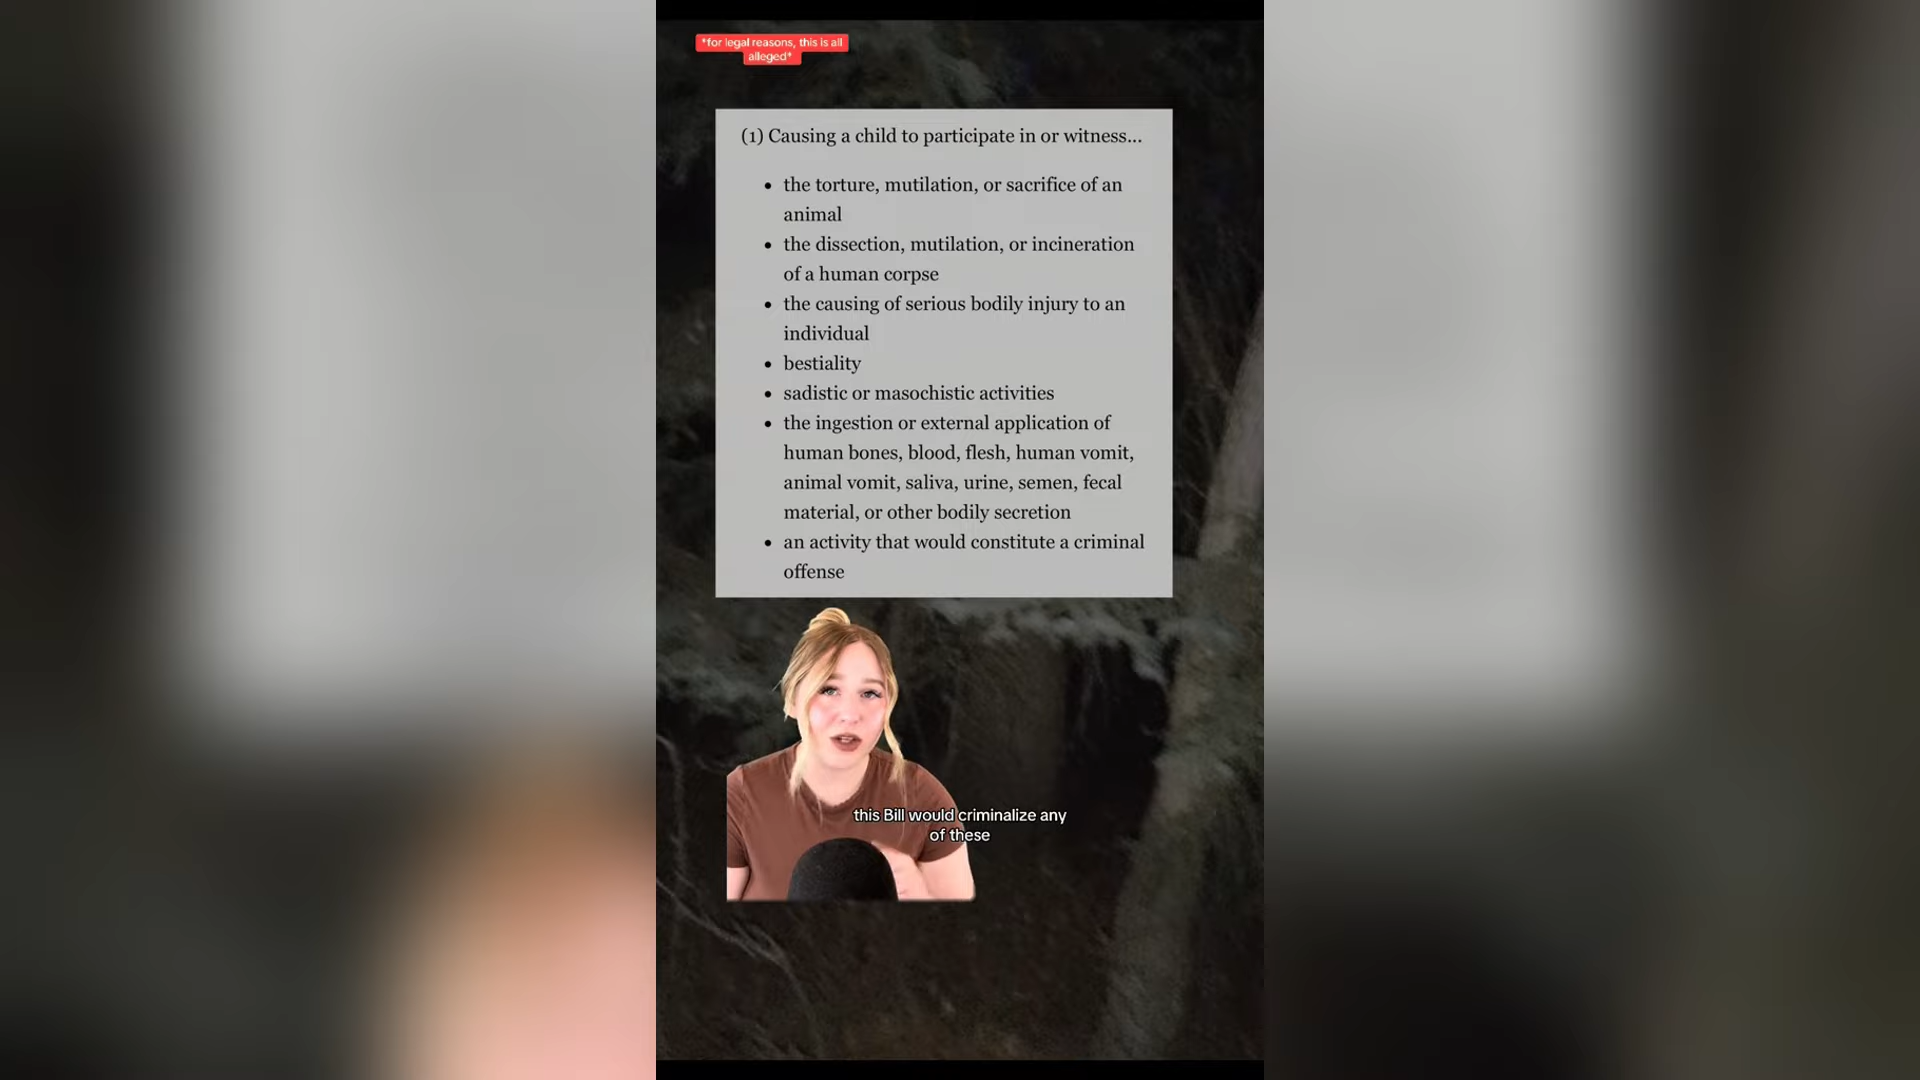 *for legal reasons, this is all
alleged*
(1) Causing a child to participate in or witness...
• the torture, mutilation, or sacrifice of an
animal
• the dissection, mutilation, or incineration
of a human corpse
• the causing of serious bodily injury to an
individual
• bestiality
• sadistic or masochistic activities
• the ingestion or external application of
human bones, blood, flesh, human vomit,
animal vomit, saliva, urine, semen, fecal
material, or other bodily secretion
• an activity that would constitute a criminal
offense
this Bill would criminalize any
of these